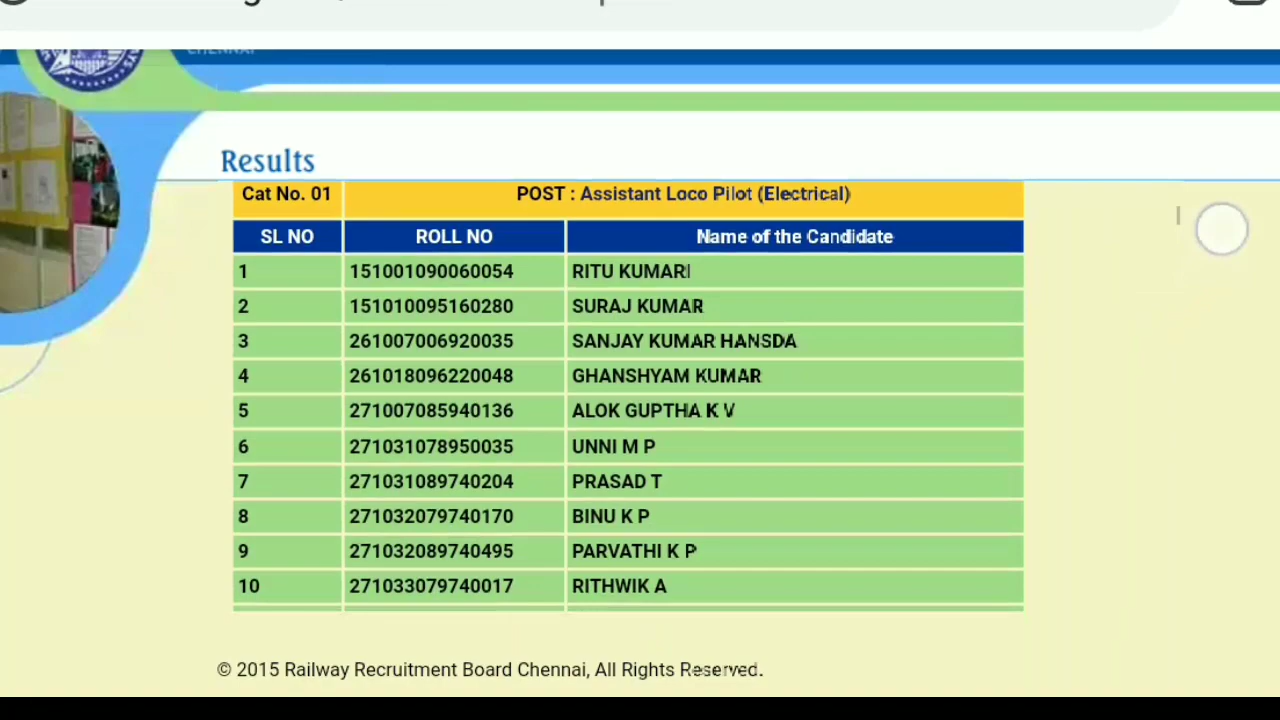 CHENNAI
Results
Cat No. 01 POST : Assistant Loco Pilot (Electrical)
SL NO ROLL NO Name of the Candidate
1 151001090060054 RITU KUMARI
2 151010095160280 SURAJ KUMAR
3 261007006920035 SANJAY KUMAR HANSDA
4 261018096220048 GHANSHYAM KUMAR
5 271007085940136 ALOK GUPTHA K V
6 271031078950035 UNNI M P
7 271031089740204 PRASAD T
8 271032079740170 BINU K P
9 271032089740495 PARVATHI K P
10 271033079740017 RITHWIK A
© 2015 Railway Recruitment Board Chennai, All Rights Reserved.